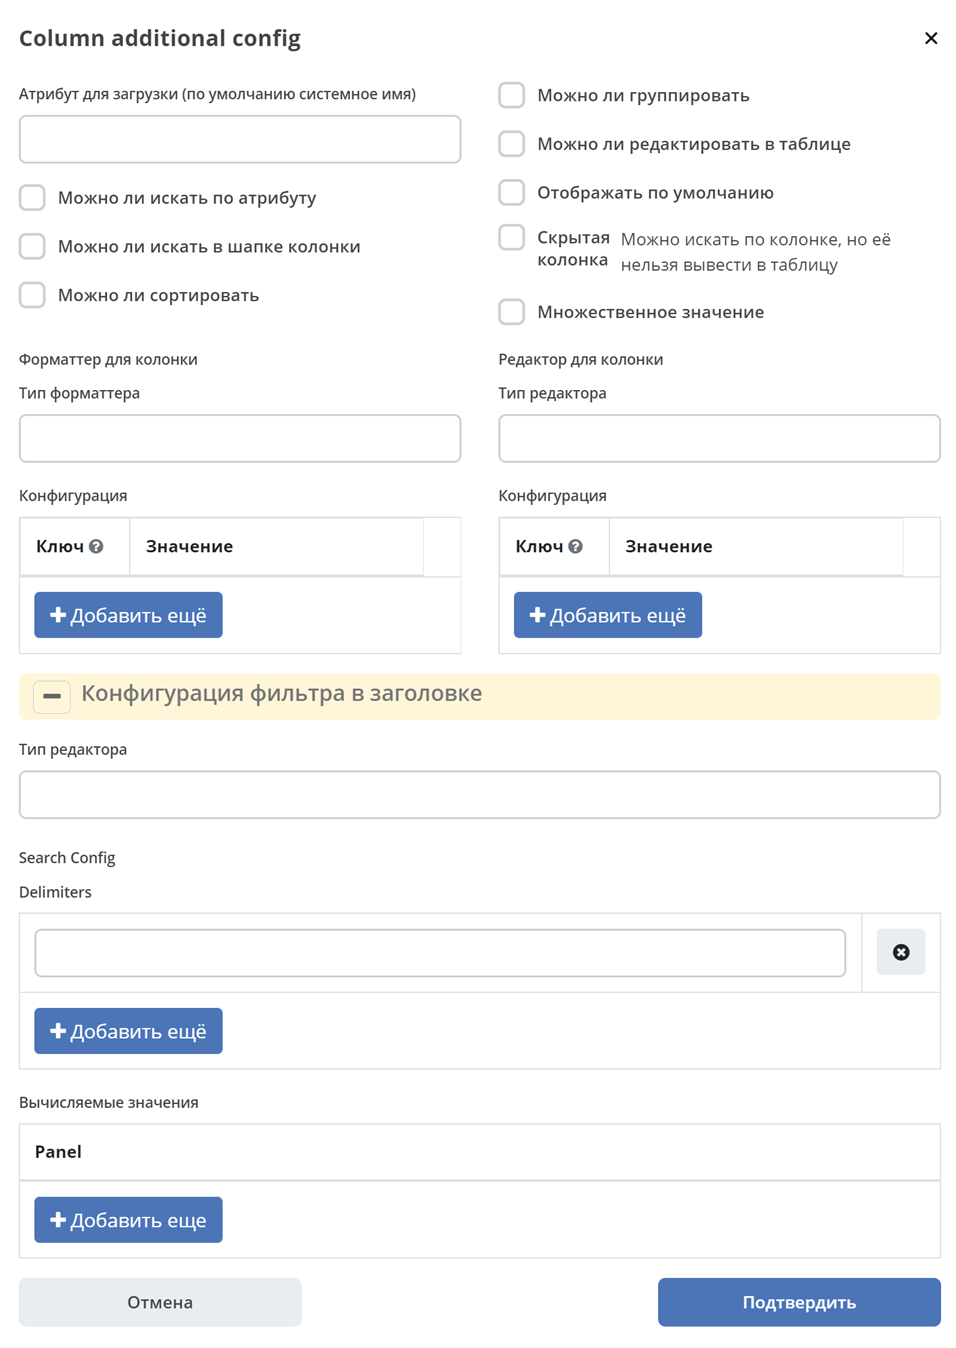 Column additional config
Атрибут для загрузки (по умолчанию системное имя)
Можно ли искать по атрибуту
Можно ли искать в шапке колонки
Можно ли сортировать
Можно ли группировать
Можно ли редактировать в таблице
Отображать по умолчанию
Скрытая колонка
Можно искать по колонке, но её
нельзя вывести в таблицу
Множественное значение
Форматтер для колонки
Тип форматтера
Конфигурация
Ключ Значение
Добавить ещё
Редактор для колонки
Тип редактора
Конфигурация
Ключ Значение
Добавить ещё
Конфигурация фильтра в заголовке
Тип редактора
Search Config
Delimiters
Добавить ещё
Вычисляемые значения
Panel
Добавить еще
Отмена
Подтвердить